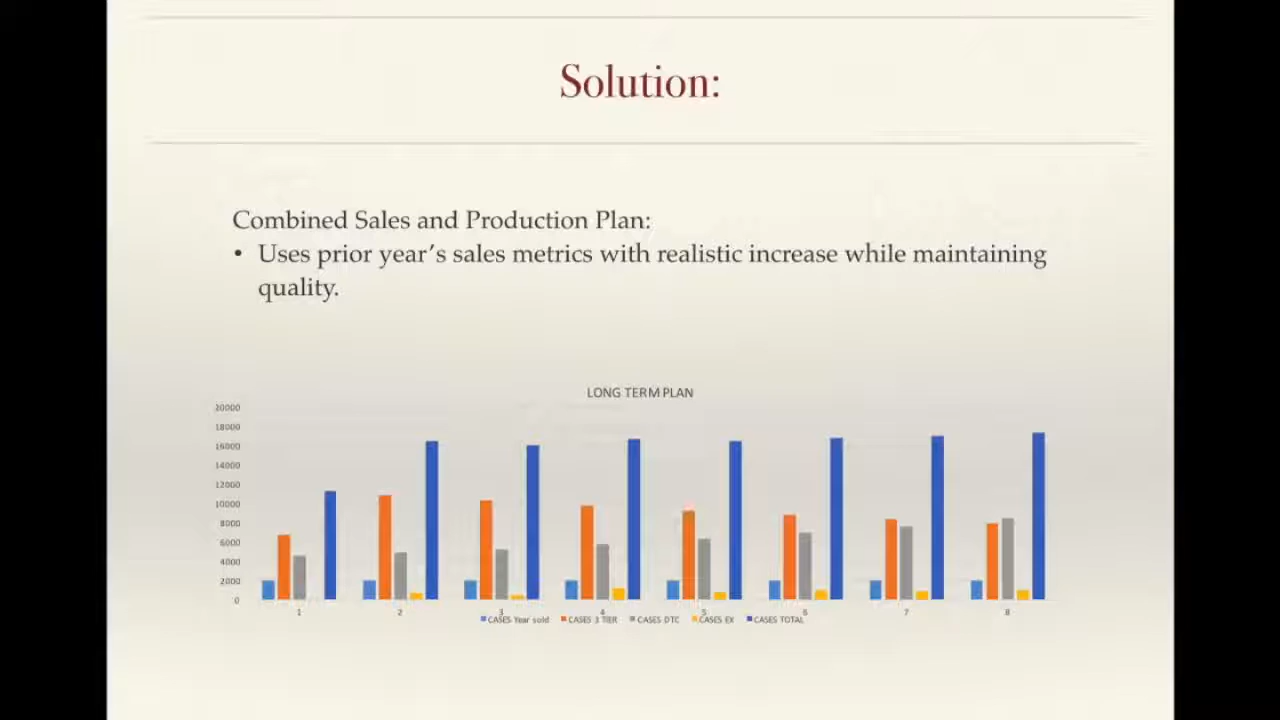 Solution:
Combined Sales and Production Plan:
• Uses prior year's sales metrics with realistic increase while maintaining
quality.
LONG TERM PLAN
20000
18000
16000
14000
12000
10000
8000
6000
4000
2000
0
1 2 3 4 5 6 7 8
CASES Year sold CASES 3 TIER CASES DTC CASES EX CASES TOTAL